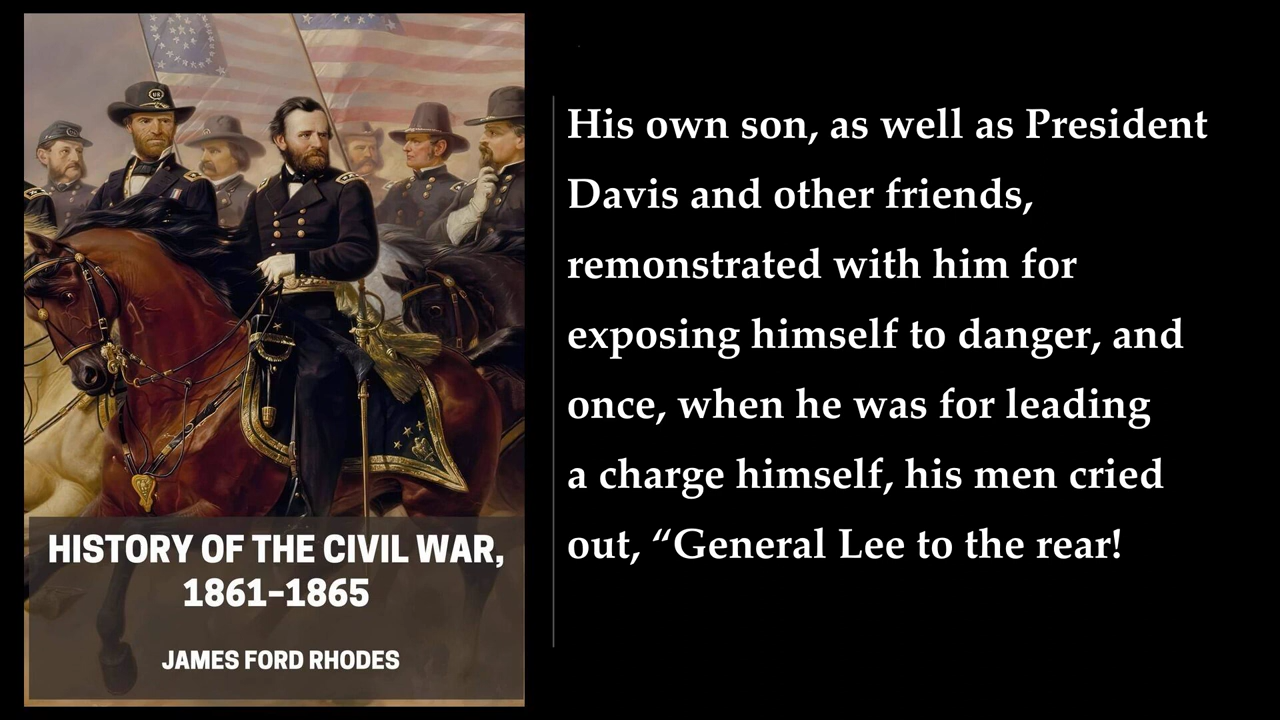 HISTORY OF THE CIVIL WAR,
1861–1865
JAMES FORD RHODES
His own son, as well as President
Davis and other friends,
remonstrated with him for
exposing himself to danger, and
once, when he was for leading
a charge himself, his men cried
out, “General Lee to the rear!